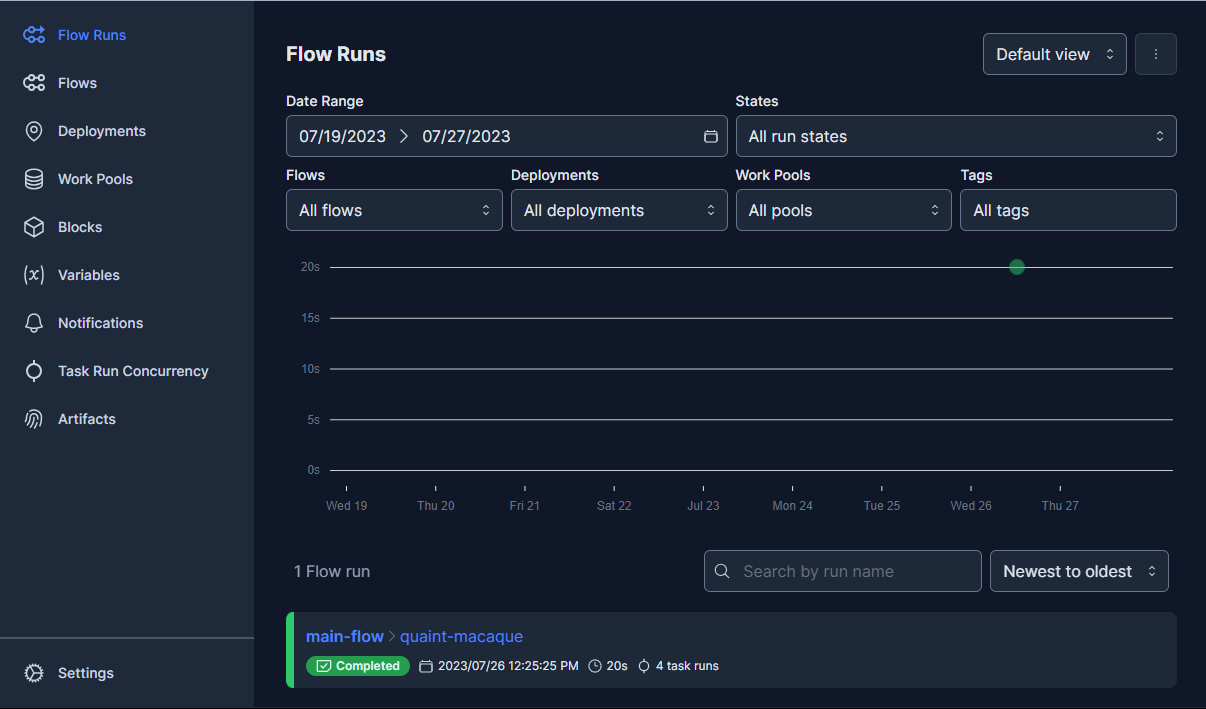 Flow Runs
Flows
Deployments
Work Pools
Blocks
(x) Variables
Notifications
Task Run Concurrency
Artifacts
Settings
Flow Runs
Default view
Date Range
States
07/19/2023 > 07/27/2023
All run states
Flows
Deployments
Work Pools
Tags
All flows
All deployments
All pools
All tags
20s
15s
10s
5s
0s
Wed 19 Thu 20 Fri 21 Sat 22 Jul 23 Mon 24 Tue 25 Wed 26 Thu 27
1 Flow run
Search by run name
Newest to oldest
main-flow > quaint-macaque
Completed 2023/07/26 12:25:25 PM 20s 4 task runs